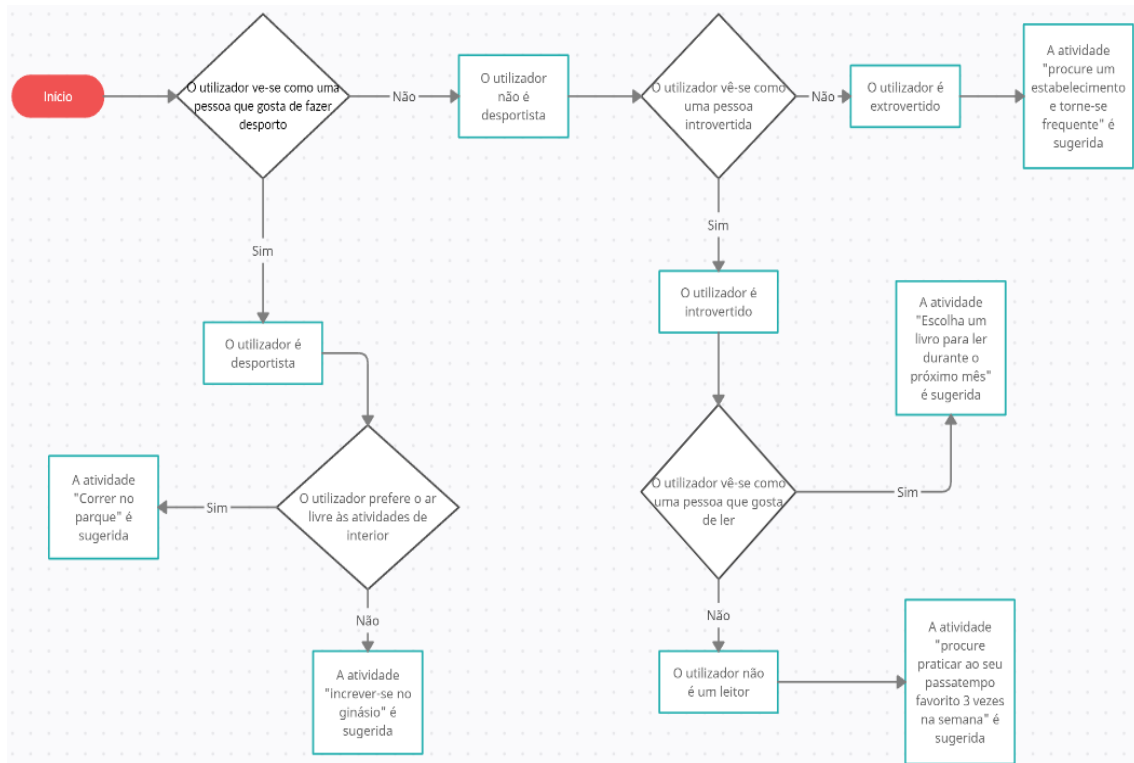 Início
O utilizador ve-se como uma
pessoa que gosta de fazer
desporto
Não
O utilizador
não é
desportista
O utilizador vê-se como
uma pessoa
introvertida
Não
O utilizador é
extrovertido
A atividade
"procure um
estabelecimento
e torne-se
frequente" é
sugerida
Sim
O utilizador é
desportista
O utilizador prefere o ar
livre às atividades de
interior
Sim
A atividade
"Correr no
parque" é
sugerida
Não
A atividade
"increver-se no
ginásio" é
sugerida
Sim
O utilizador é
introvertido
O utilizador vê-se como
uma pessoa que gosta
de ler
Sim
A atividade
"Escolha um
livro para ler
durante o
próximo mês"
é sugerida
Não
O utilizador não
é um leitor
A atividade
"procure
praticar ao seu
passatempo
favorito 3 vezes
na semana" é
sugerida